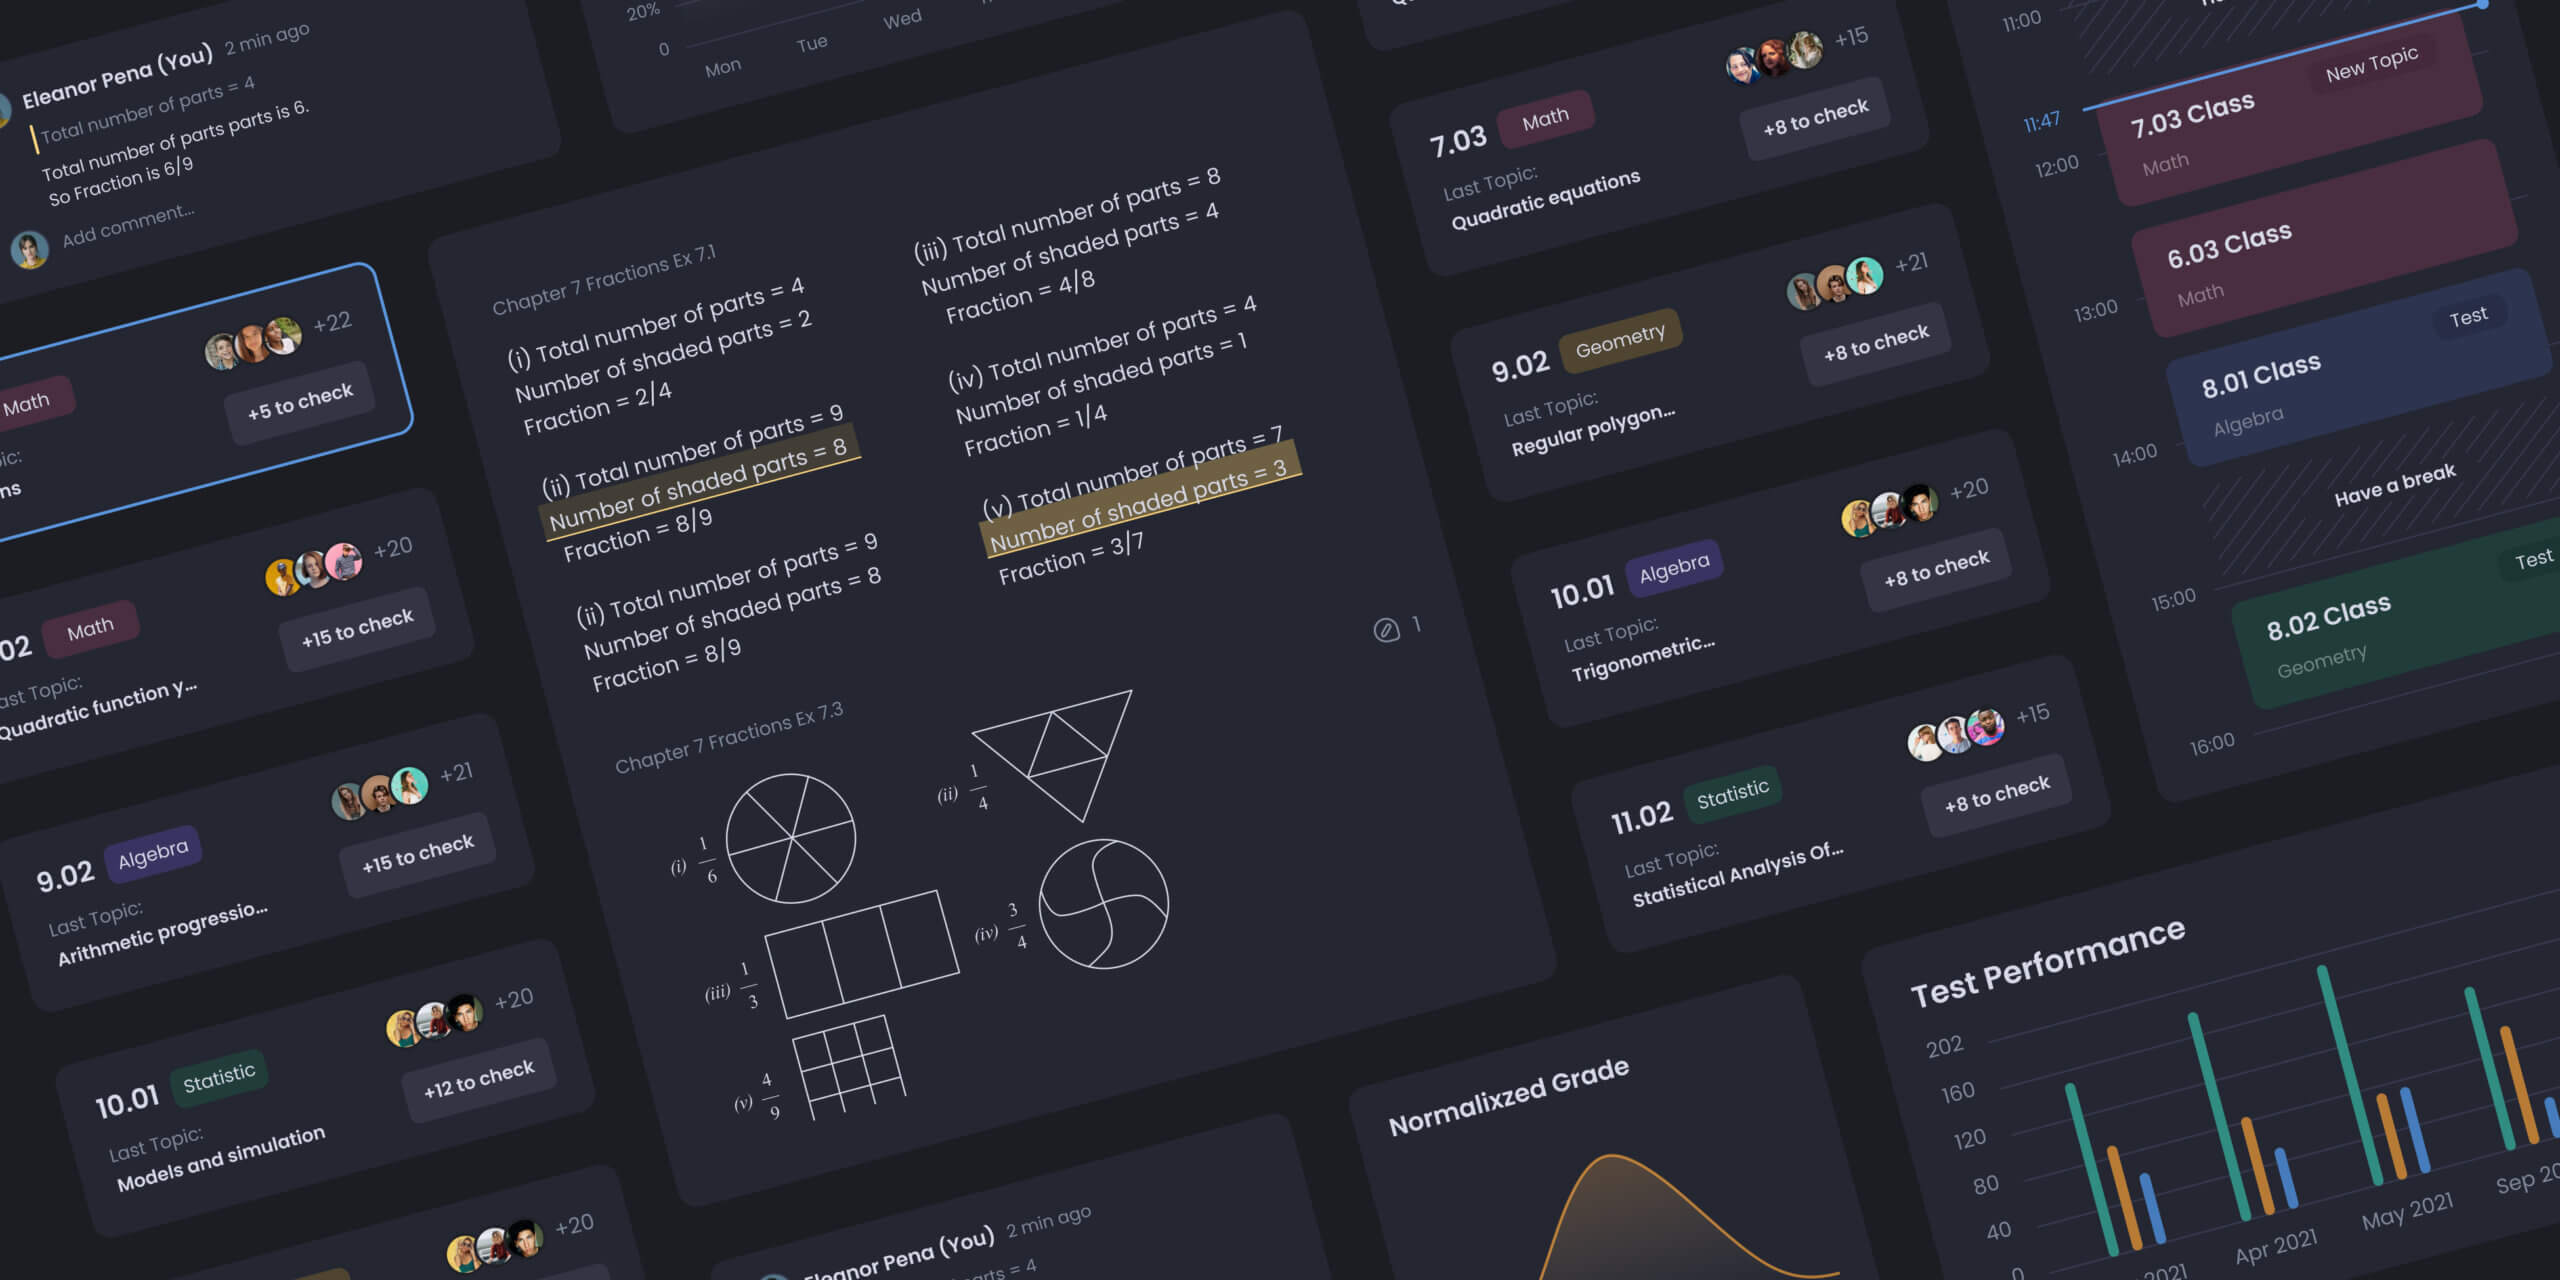 Eleanor Pena (You) 2 min ago
Total number of parts = 4
Total number of parts parts is 6.
So Fraction is 6/9
Add comment...
+22
Math
+5 to check
+20
Math
+15 to check
Quadratic function y...
+21
9.02 Algebra
+15 to check
Last Topic:
Arithmetic progressio...
+20
10.01 Statistic
+12 to check
Last Topic:
Models and simulation
+20
20%
0
Mon
Tue
Wed
Chapter 7 Fractions Ex 7.1
(i) Total number of parts = 4
Number of shaded parts = 2
Fraction = 2/4
(ii) Total number of parts = 9
Number of shaded parts = 8
Fraction = 8/9
(ii) Total number of parts = 9
Number of shaded parts = 8
Fraction = 8/9
(iii) Total number of parts = 8
Number of shaded parts = 4
Fraction = 4/8
(iv) Total number of parts = 4
Number of shaded parts = 1
Fraction = 1/4
(v) Total number of parts = 7
Number of shaded parts = 3
Fraction = 3/7
1
Chapter 7 Fractions Ex 7.3
(i) 1/6
(ii) 1/4
(iii) 1/3
(iv) 3/4
(v) 4/9
Eleanor Pena (You) 2 min ago
= 4
+15
7.03 Math
+8 to check
Last Topic:
Quadratic equations
+21
9.02 Geometry
+8 to check
Last Topic:
Regular polygon...
+20
10.01 Algebra
+8 to check
Last Topic:
Trigonometric...
+15
11.02 Statistic
+8 to check
Last Topic:
Statistical Analysis Of...
11:00
11:47
12:00
13:00
14:00
15:00
16:00
New Topic
7.03 Class
Math
6.03 Class
Math
Test
8.01 Class
Algebra
Have a break
Test
8.02 Class
Geometry
Normalixzed Grade
Test Performance
202
160
120
80
40
0
2021
Apr 2021
May 2021
Sep